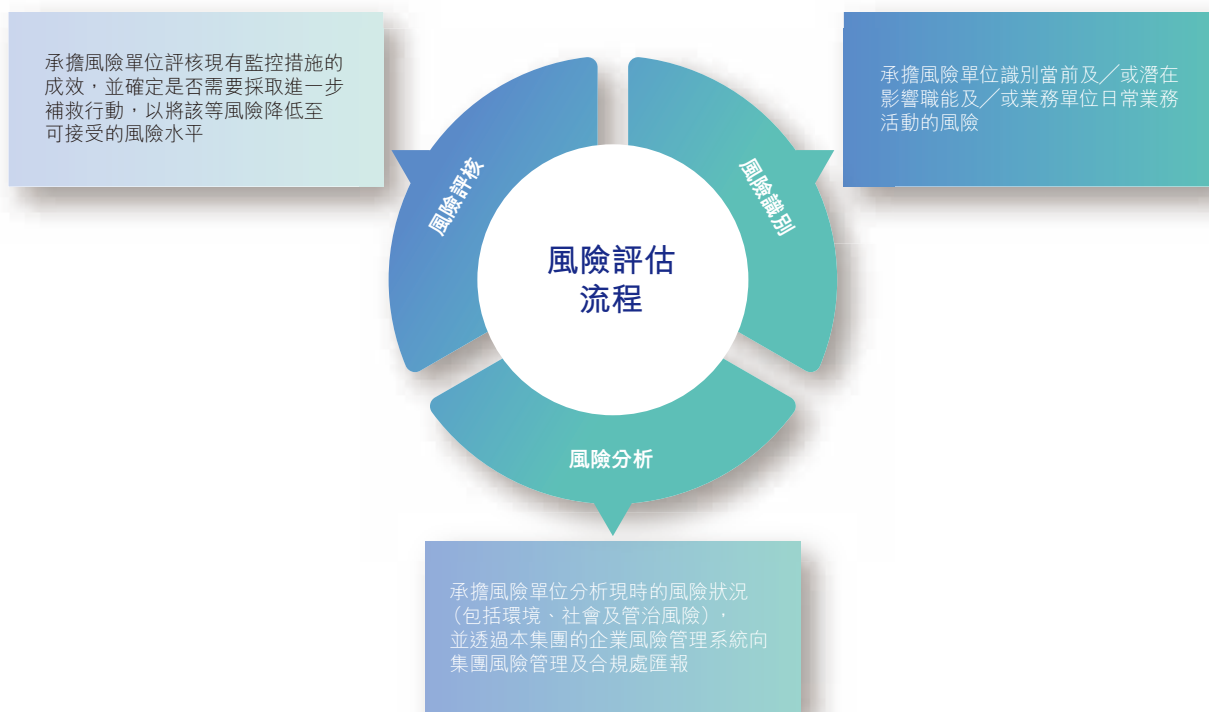 承擔風險單位評核現有監控措施的
成效，並確定是否需要採取進一步
補救行動，以將該等風險降低至
可接受的風險水平
承擔風險單位識別當前及／或潛在
影響職能及／或業務單位日常業務
活動的風險
風險評核
風險識別
風險評估
流程
風險分析
承擔風險單位分析現時的風險狀況
（包括環境、社會及管治風險），
並透過本集團的企業風險管理系統向
集團風險管理及合規處匯報